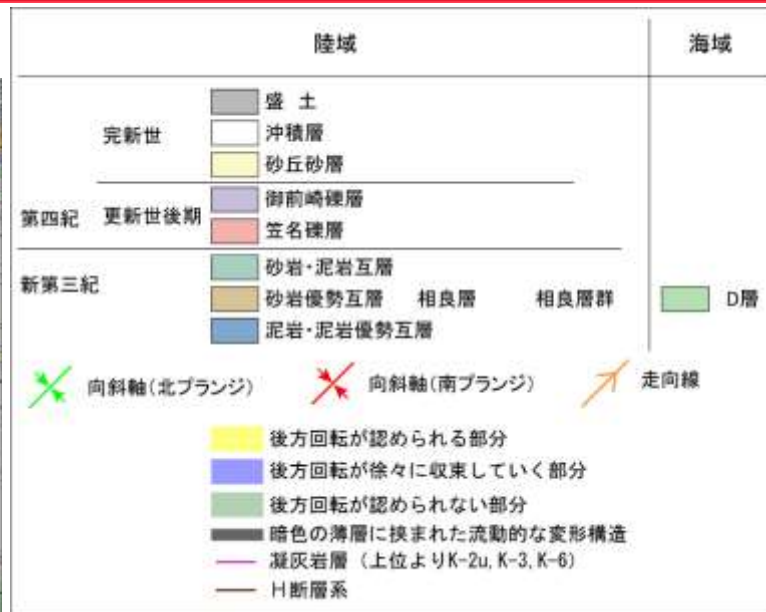 陸域 海域
盛 土
完新世 沖積層
砂丘砂層
御前崎礫層
第四紀 更新世後期
笠名礫層
新第三紀 砂岩・泥岩互層
砂岩優勢互層 相良層 相良層群 D層
泥岩・泥岩優勢互層
向斜軸(北プランジ) 向斜軸(南プランジ) 走向線
後方回転が認められる部分
後方回転が徐々に収束していく部分
後方回転が認められない部分
暗色の薄層に挟まれた流動的な変形構造
凝灰岩層 (上位よりK-2u, K-3, K-6)
H断層系